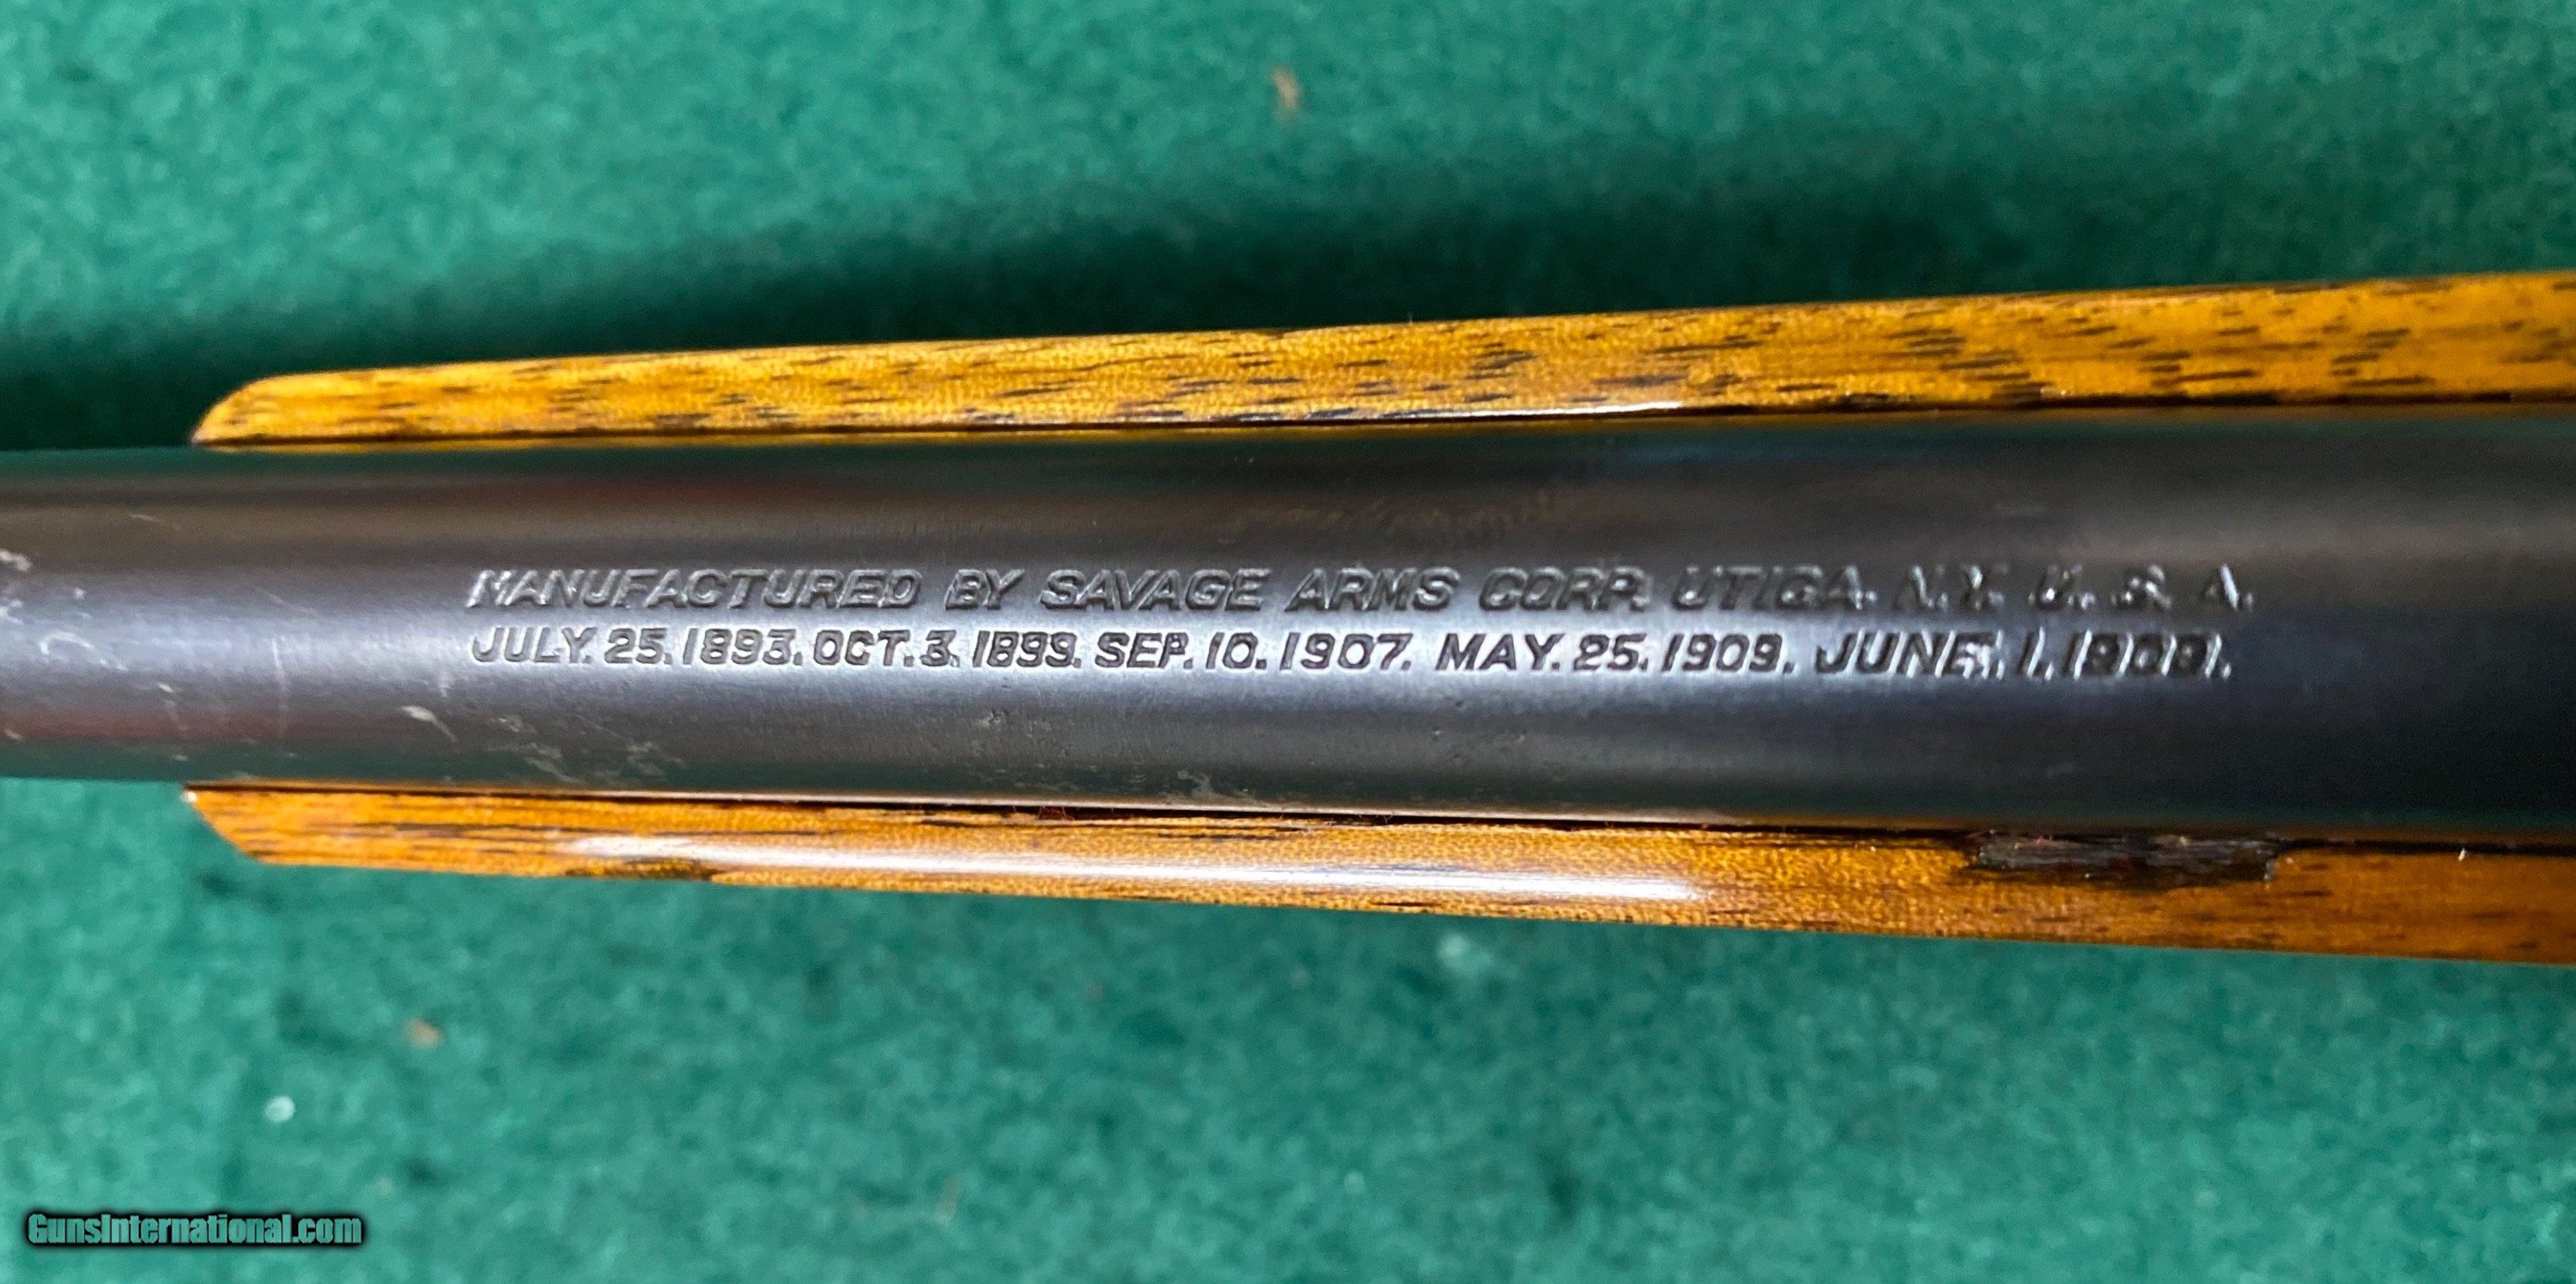 MANUFACTURED BY SAVAGE ARMS CORP. UTICA. N.Y. U. S. A.
JULY. 25. 1893. OCT. 3. 1899. SEP. 10. 1907. MAY. 25. 1909. JUNE, 1, 1909.
GunsInternational.com